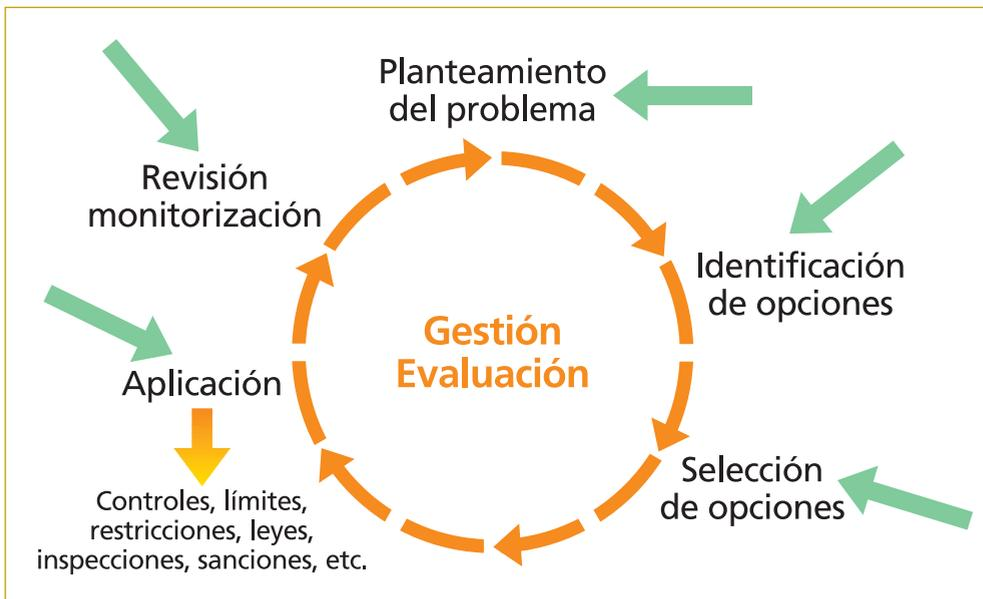 Planteamiento
del problema
Identificación
de opciones
Selección
de opciones
Aplicación
Controles, límites,
restricciones, leyes,
inspecciones, sanciones, etc.
Revisión
monitorización
Gestión
Evaluación